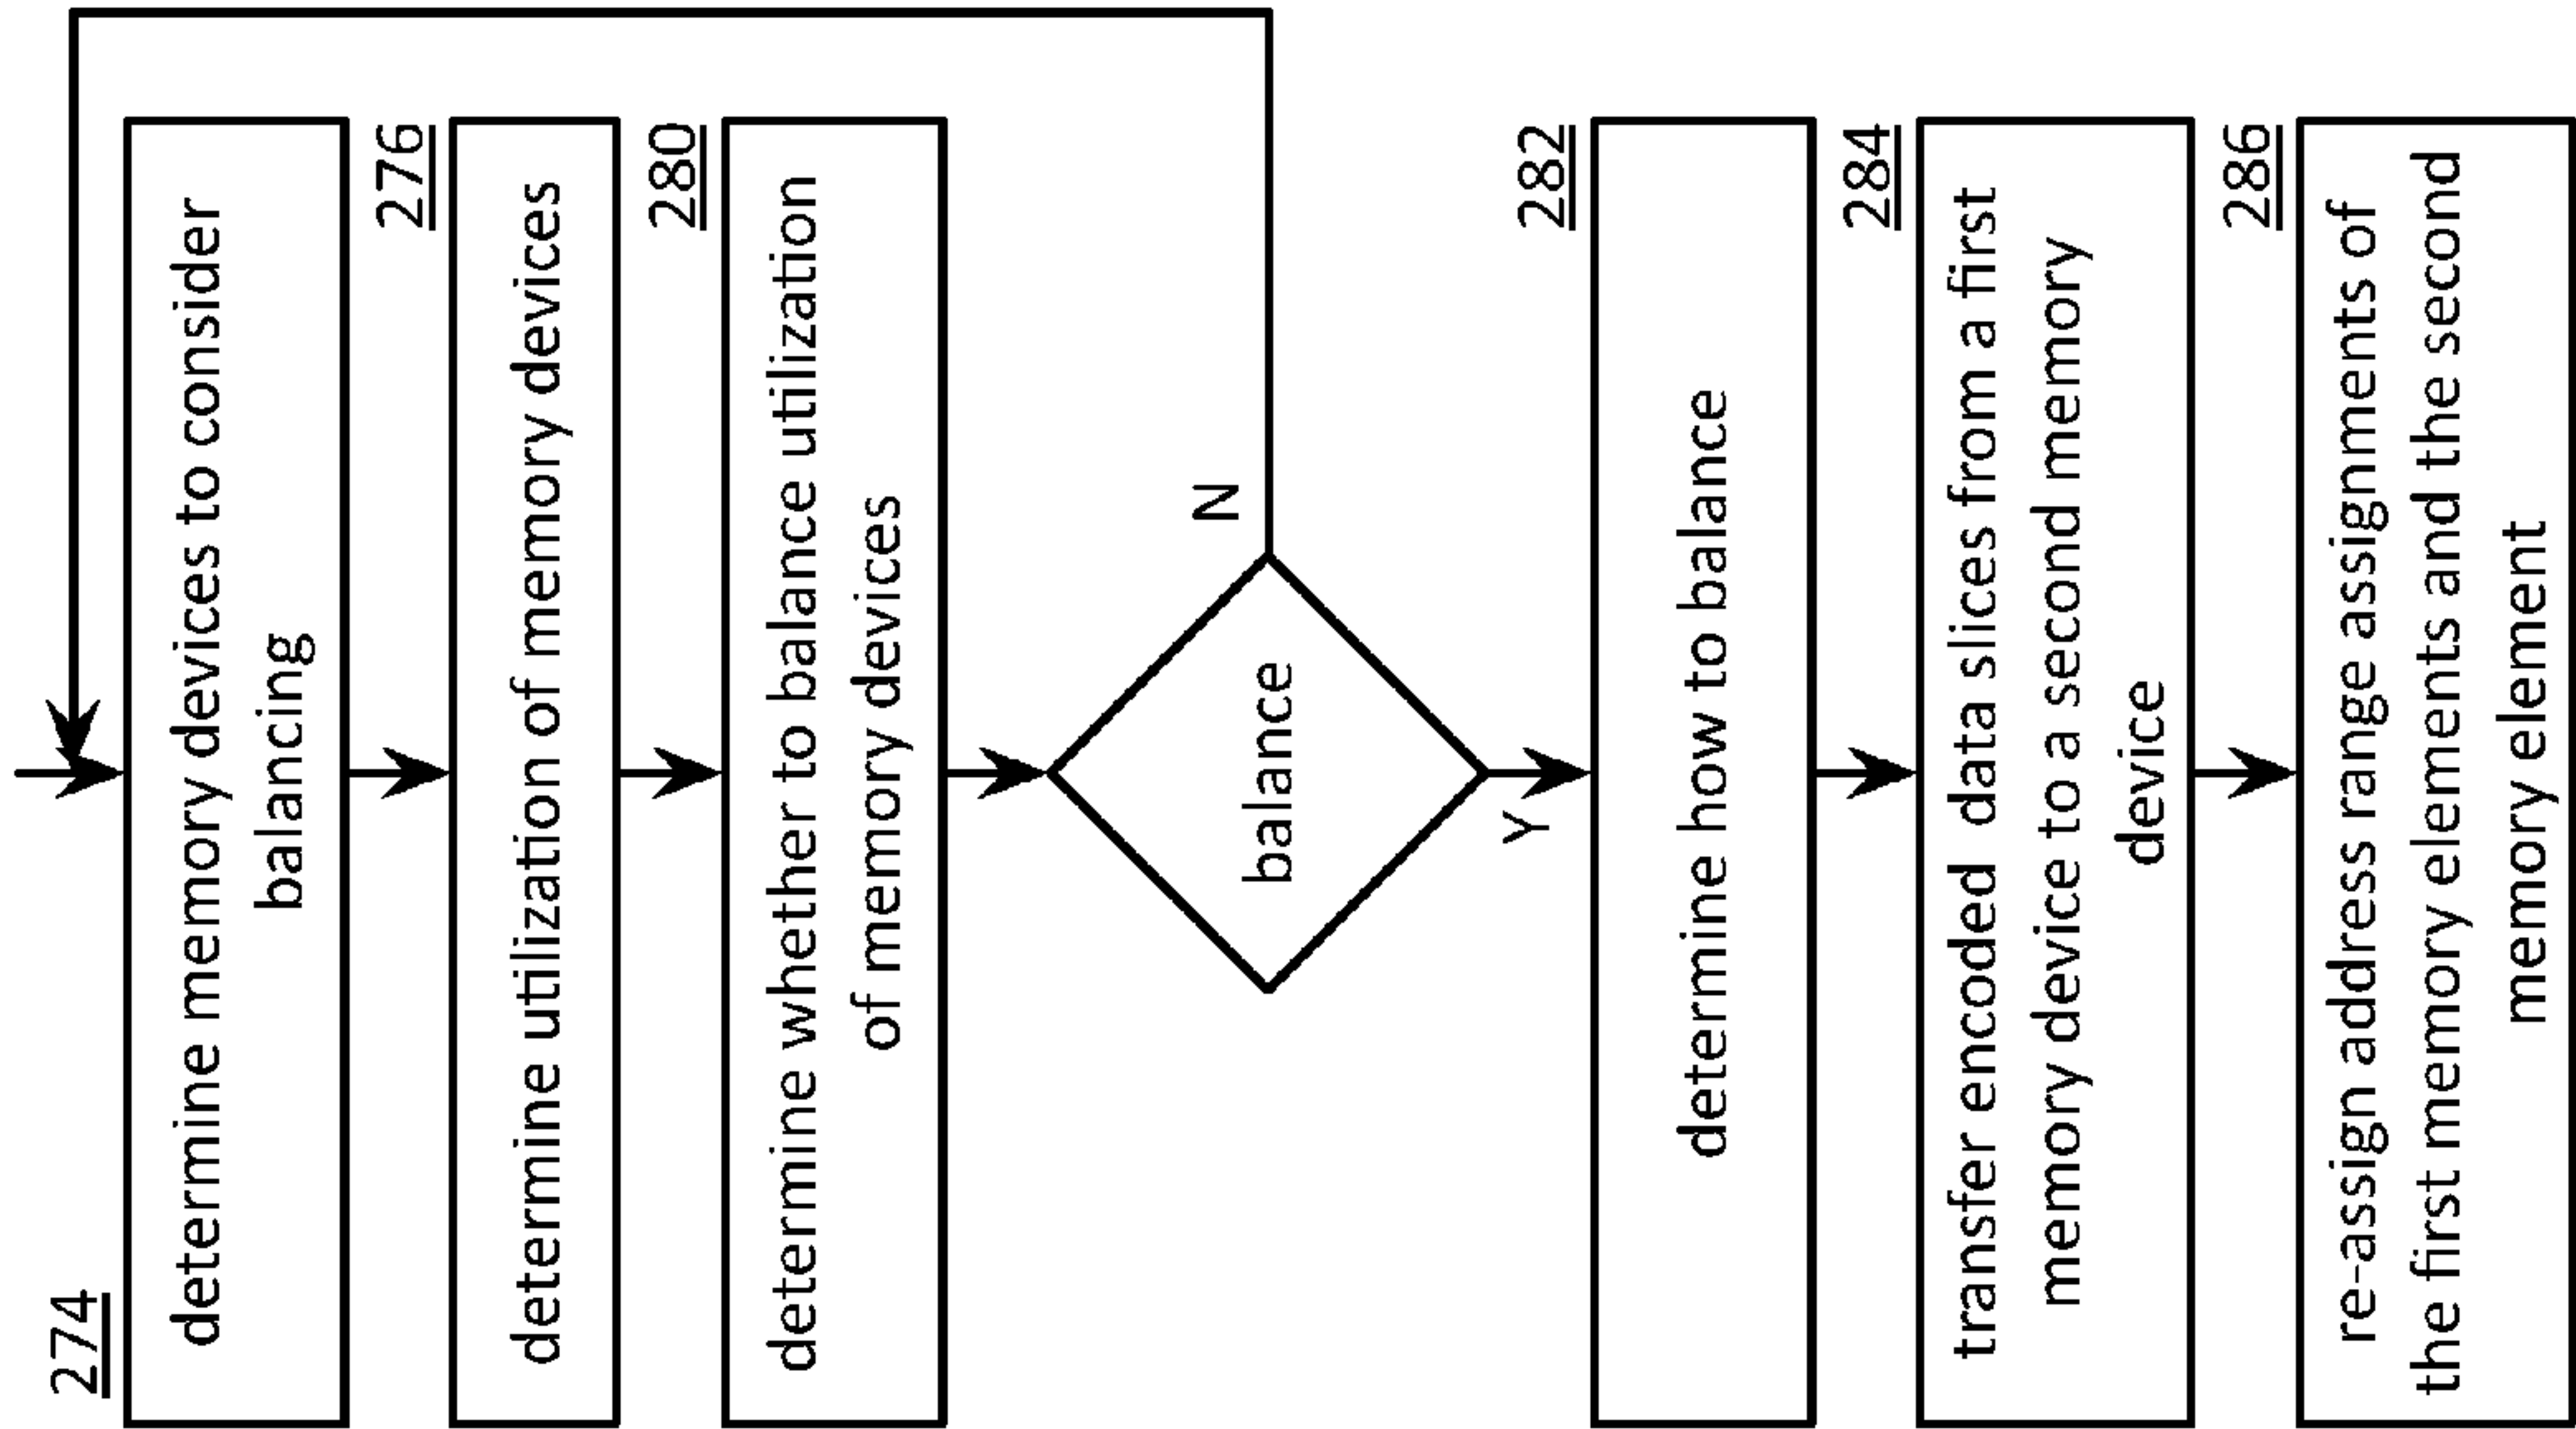 274
determine memory devices to consider
balancing
276
determine utilization of memory devices
280
determine whether to balance utilization
of memory devices
balance
N
Y
282
determine how to balance
284
transfer encoded  data slices from a first
memory device to a second memory
device
286
re-assign address range assignments of
the first memory elements and the second
memory element